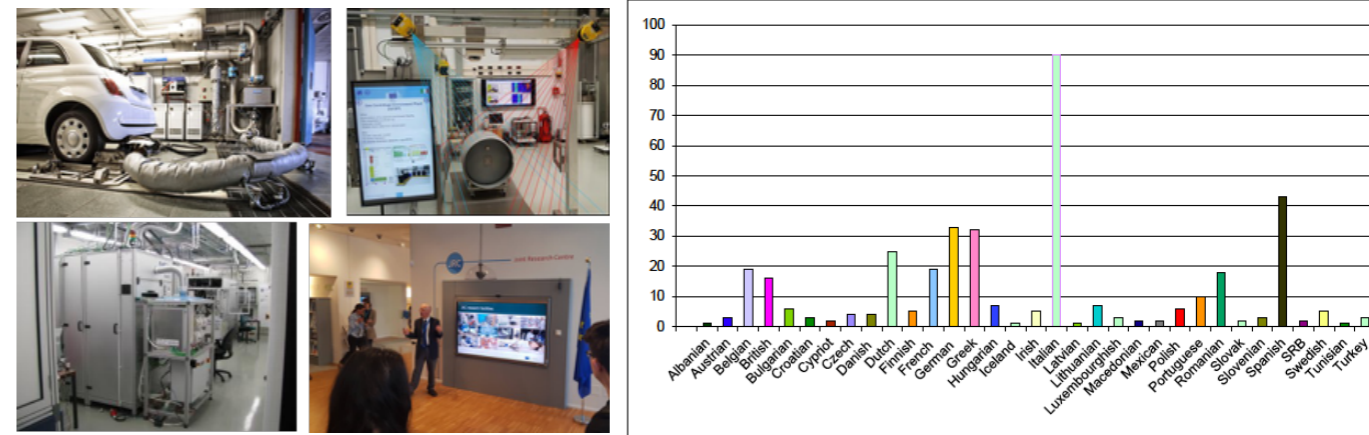 Joint Research Centre
100
90
80
70
60
50
40
30
20
10
0
Albanian
Austrian
Belgian
British
Bulgarian
Croatian
Cypriot
Czech
Danish
Dutch
Finnish
French
German
Greek
Hungarian
Iceland
Irish
Italian
Latvian
Lithuanian
Luxembourghish
Macedonian
Mexican
Polish
Portuguese
Romanian
Slovak
Slovenian
Spanish
SRB
Swedish
Tunisian
Turkey